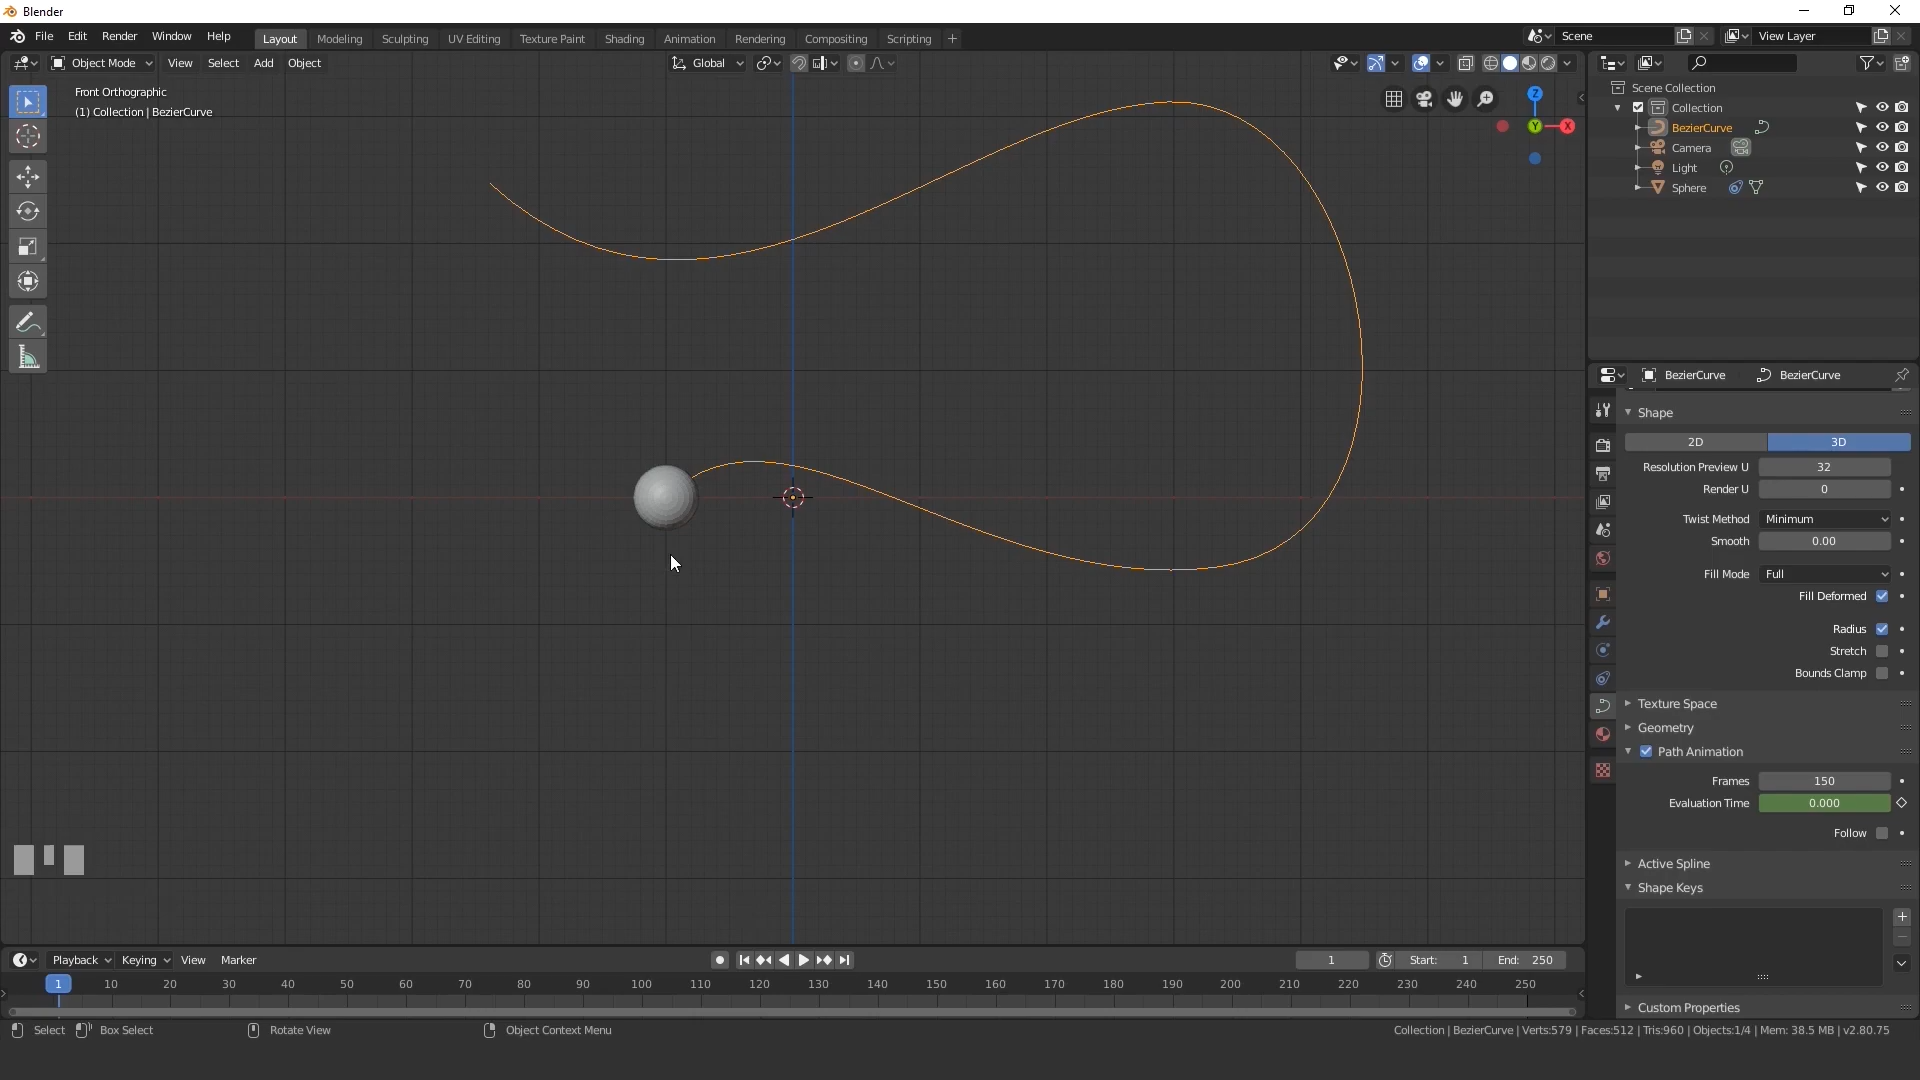 Blender
File Edit Render Window Help Layout Modeling Sculpting UV Editing Texture Paint Shading Animation Rendering Compositing Scripting + Scene View Layer
Object Mode View Select Add Object Global
Front Orthographic
(1) Collection | BezierCurve
Z
Y
X
Scene Collection
Collection
BezierCurve
Camera
Light
Sphere
BezierCurve BezierCurve
Shape
2D 3D
Resolution Preview U 32
Render U 0
Twist Method Minimum
Smooth 0.00
Fill Mode Full
Fill Deformed
Radius
Stretch
Bounds Clamp
Texture Space
Geometry
Path Animation
Frames 150
Evaluation Time 0.000
Follow
Active Spline
Shape Keys
Custom Properties
Playback Keying View Marker 1 Start: 1 End: 250
1 10 20 30 40 50 60 70 80 90 100 110 120 130 140 150 160 170 180 190 200 210 220 230 240 250
Select Box Select Rotate View Object Context Menu Collection | BezierCurve | Verts:579 | Faces:512 | Tris:960 | Objects:1/4 | Mem: 38.5 MB | v2.80.75